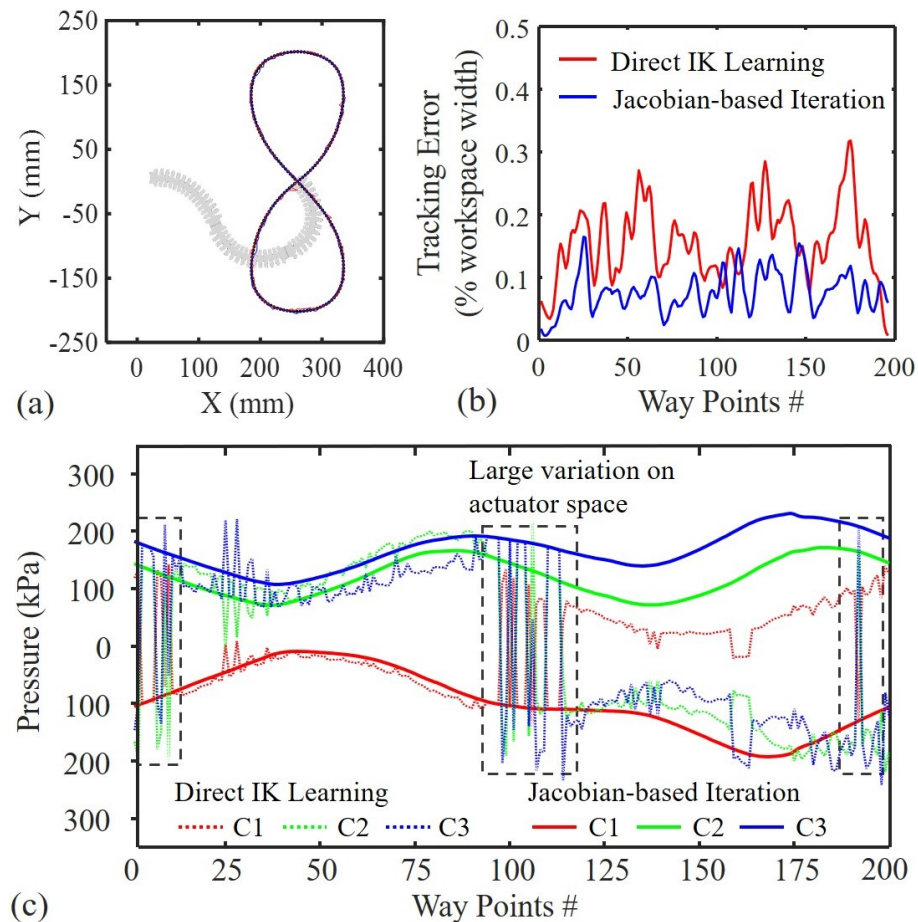 250
150
50
-50
-150
-250
Y (mm)
0 100 200 300 400
X (mm)
(a)
0.5
0.4
0.3
0.2
0.1
0
Tracking Error
(% workspace width)
Direct IK Learning
Jacobian-based Iteration
0 50 100 150 200
Way Points #
(b)
300
200
100
0
100
200
300
Pressure (kPa)
Large variation on
actuator space
Direct IK Learning Jacobian-based Iteration
C1 C2 C3 C1 C2 C3
0 25 50 75 100 125 150 175 200
Way Points #
(c)